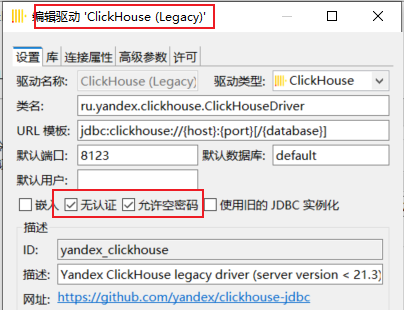 编辑驱动 'ClickHouse (Legacy)'
设置 库 连接属性 高级参数 许可
驱动名称: ClickHouse (Legacy) 驱动类型: ClickHouse
类名: ru.yandex.clickhouse.ClickHouseDriver
URL 模板: jdbc:clickhouse://{host}:{port}[/{database}]
默认端口: 8123 默认数据库: default
默认用户:
嵌入 无认证 允许空密码 使用旧的 JDBC 实例化
描述
ID: yandex_clickhouse
描述: Yandex ClickHouse legacy driver (server version < 21.3)
网址: https://github.com/yandex/clickhouse-jdbc